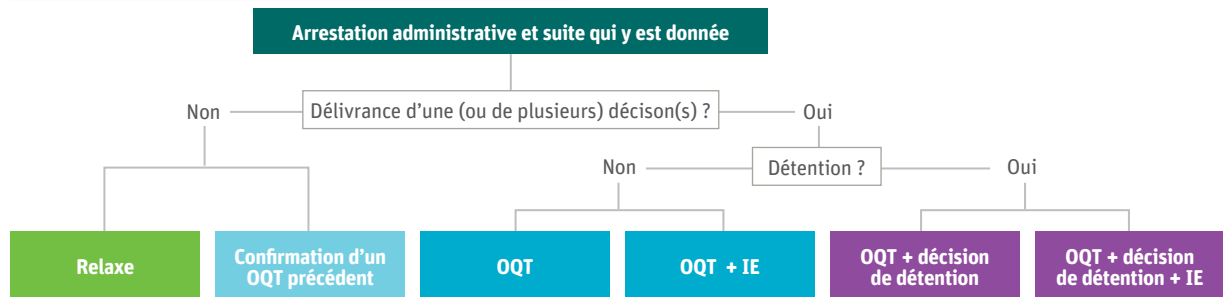 Arrestation administrative et suite qui y est donnée
Non
Délivrance d'une (ou de plusieurs) décison(s) ?
Oui
Non
Détention ?
Oui
Relaxe
Confirmation d'un
OQT précédent
OQT
OQT + IE
OQT + décision
de détention
OQT + décision
de détention + IE